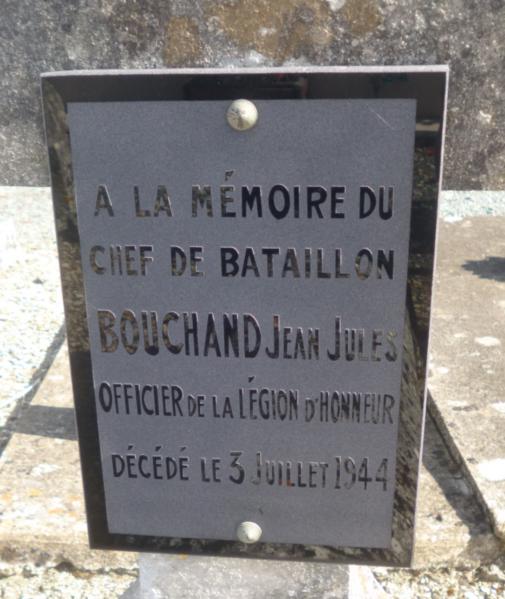 A LA MÉMOIRE DU
CHEF DE BATAILLON
BOUCHAND JEAN JULES
OFFICIER DE LA LÉGION D'HONNEUR
DÉCÉDÉ LE 3 JUILLET 1944